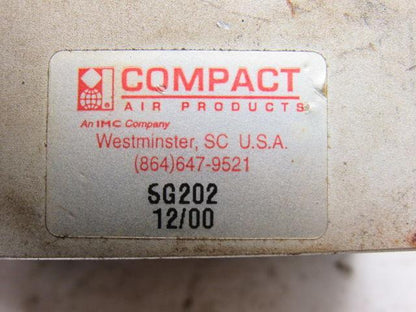 COMPACT
AIR PRODUCTS
An IMC Company
Westminster, SC U.S.A.
(864)647-9521
SG202
12/00